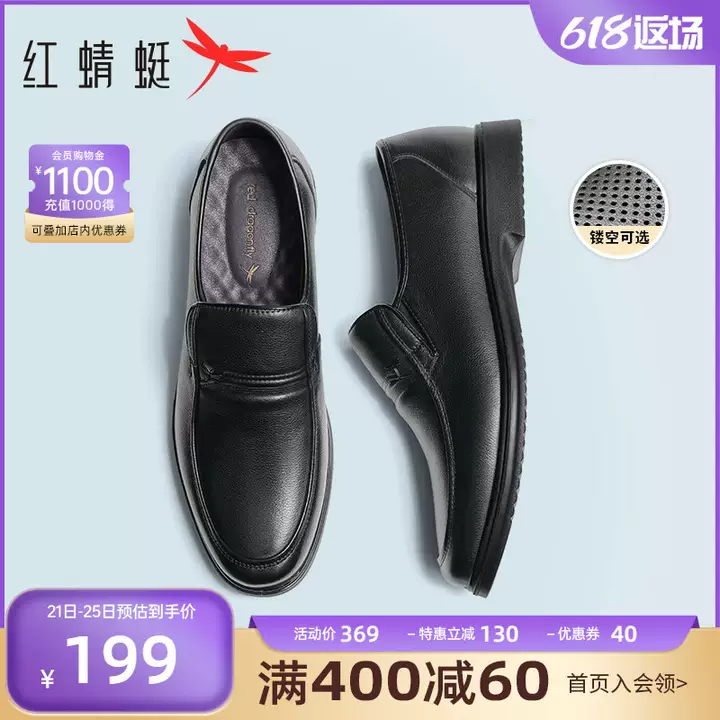 红蜻蜓
618返场
会员购物金
¥1100
充值1000得
可叠加店内优惠券
red dragonfly
镂空可选
21日-25日预估到手价
¥199
活动价 369 －特惠立减 130 －优惠券 40
满400减60 首页入会领>